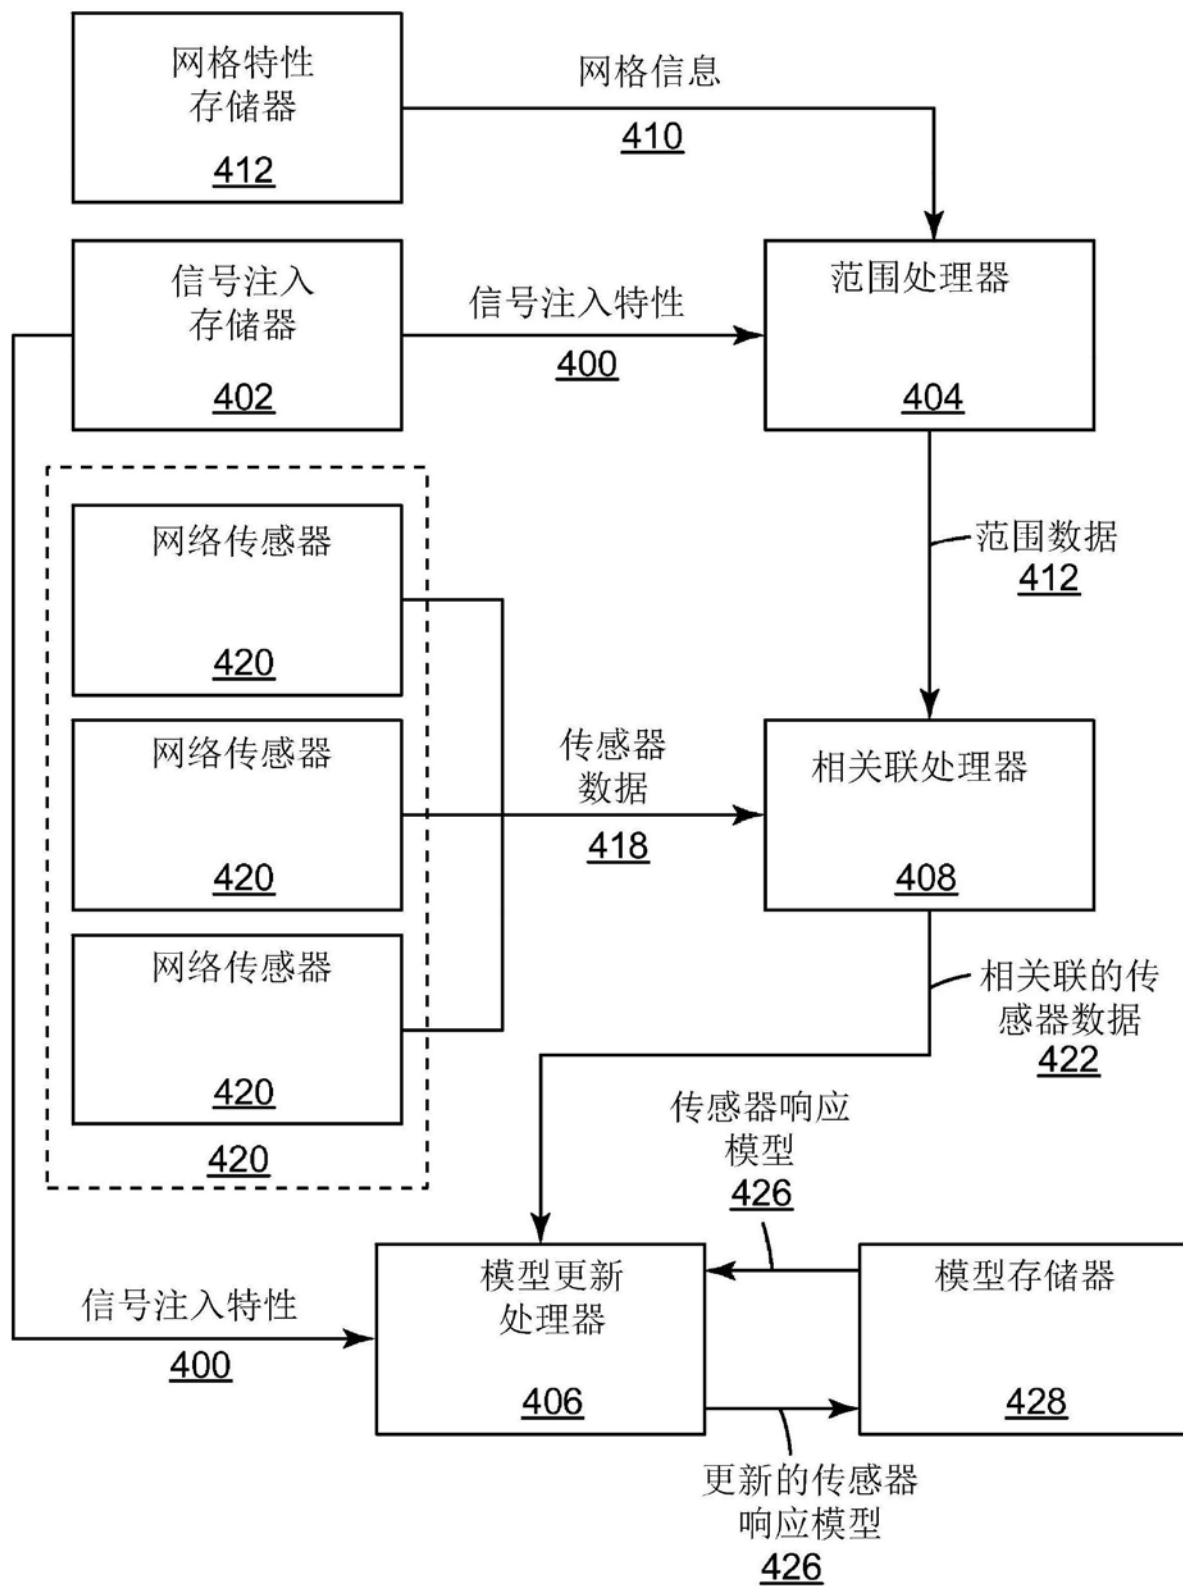 网格特性
存储器
412
网格信息
410
信号注入
存储器
402
信号注入特性
400
范围处理器
404
范围数据
412
网络传感器
420
网络传感器
420
网络传感器
420
420
传感器
数据
418
相关联处理器
408
相关联的传
感器数据
422
传感器响应
模型
426
信号注入特性
400
模型更新
处理器
406
模型存储器
428
更新的传感器
响应模型
426